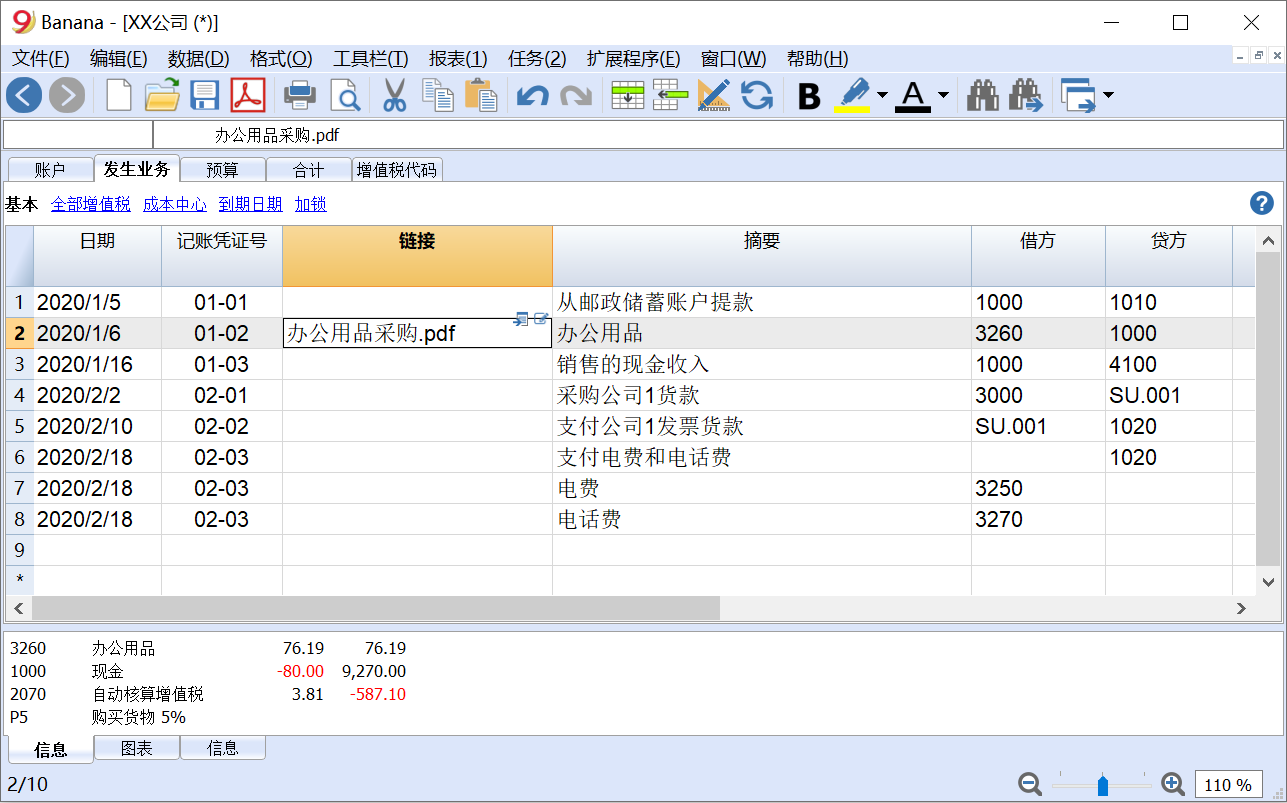 Banana - [XX公司 (*)]
文件(F) 编辑(E) 数据(D) 格式(O) 工具栏(T) 报表(1) 任务(2) 扩展程序(E) 窗口(W) 帮助(H)
B A
办公用品采购.pdf
账户 发生业务 预算 合计 增值税代码
基本 全部增值税 成本中心 到期日期 加锁 ?
日期 记账凭证号 链接 摘要 借方 贷方
1 2020/1/5 01-01 从邮政储蓄账户提款 1000 1010
2 2020/1/6 01-02 办公用品采购.pdf 办公用品 3260 1000
3 2020/1/16 01-03 销售的现金收入 1000 4100
4 2020/2/2 02-01 采购公司1货款 3000 SU.001
5 2020/2/10 02-02 支付公司1发票货款 SU.001 1020
6 2020/2/18 02-03 支付电费和电话费 1020
7 2020/2/18 02-03 电费 3250
8 2020/2/18 02-03 电话费 3270
9
*
3260 办公用品 76.19 76.19
1000 现金 -80.00 9,270.00
2070 自动核算增值税 3.81 -587.10
P5 购买货物 5%
信息 图表 信息
2/10 110 %